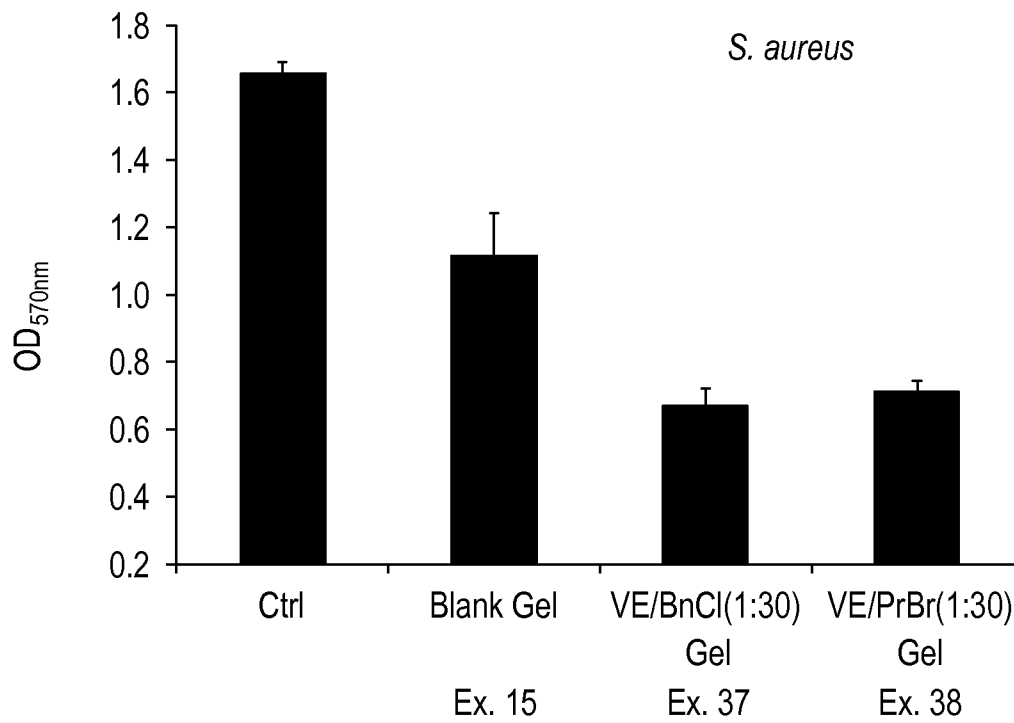 S. aureus
OD570nm
1.8
1.6
1.4
1.2
1.0
0.8
0.6
0.4
0.2
Ctrl
Blank Gel
VE/BnCl(1:30)
Gel
VE/PrBr(1:30)
Gel
Ex. 15
Ex. 37
Ex. 38